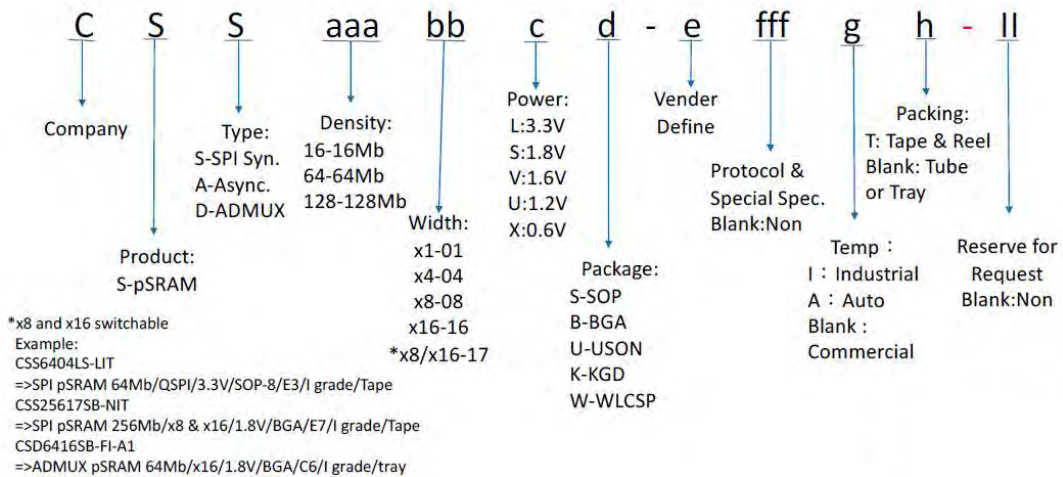 C S S aaa bb c d - e fff g h - II
Company
Product:
S-pSRAM
Type:
S-SPI Syn.
A-Async.
D-ADMUX
Density:
16-16Mb
64-64Mb
128-128Mb
Width:
x1-01
x4-04
x8-08
x16-16
*x8/x16-17
Power:
L:3.3V
S:1.8V
V:1.6V
U:1.2V
X:0.6V
Package:
S-SOP
B-BGA
U-USON
K-KGD
W-WLCSP
Vender
Define
Protocol &
Special Spec.
Blank:Non
Temp：
I：Industrial
A：Auto
Blank :
Commercial
Packing:
T: Tape & Reel
Blank: Tube
or Tray
Reserve for
Request
Blank:Non
*x8 and x16 switchable
Example:
CSS6404LS-LIT
=>SPI pSRAM 64Mb/QSPI/3.3V/SOP-8/E3/I grade/Tape
CSS25617SB-NIT
=>SPI pSRAM 256Mb/x8 & x16/1.8V/BGA/E7/I grade/Tape
CSD6416SB-FI-A1
=>ADMUX pSRAM 64Mb/x16/1.8V/BGA/C6/I grade/tray